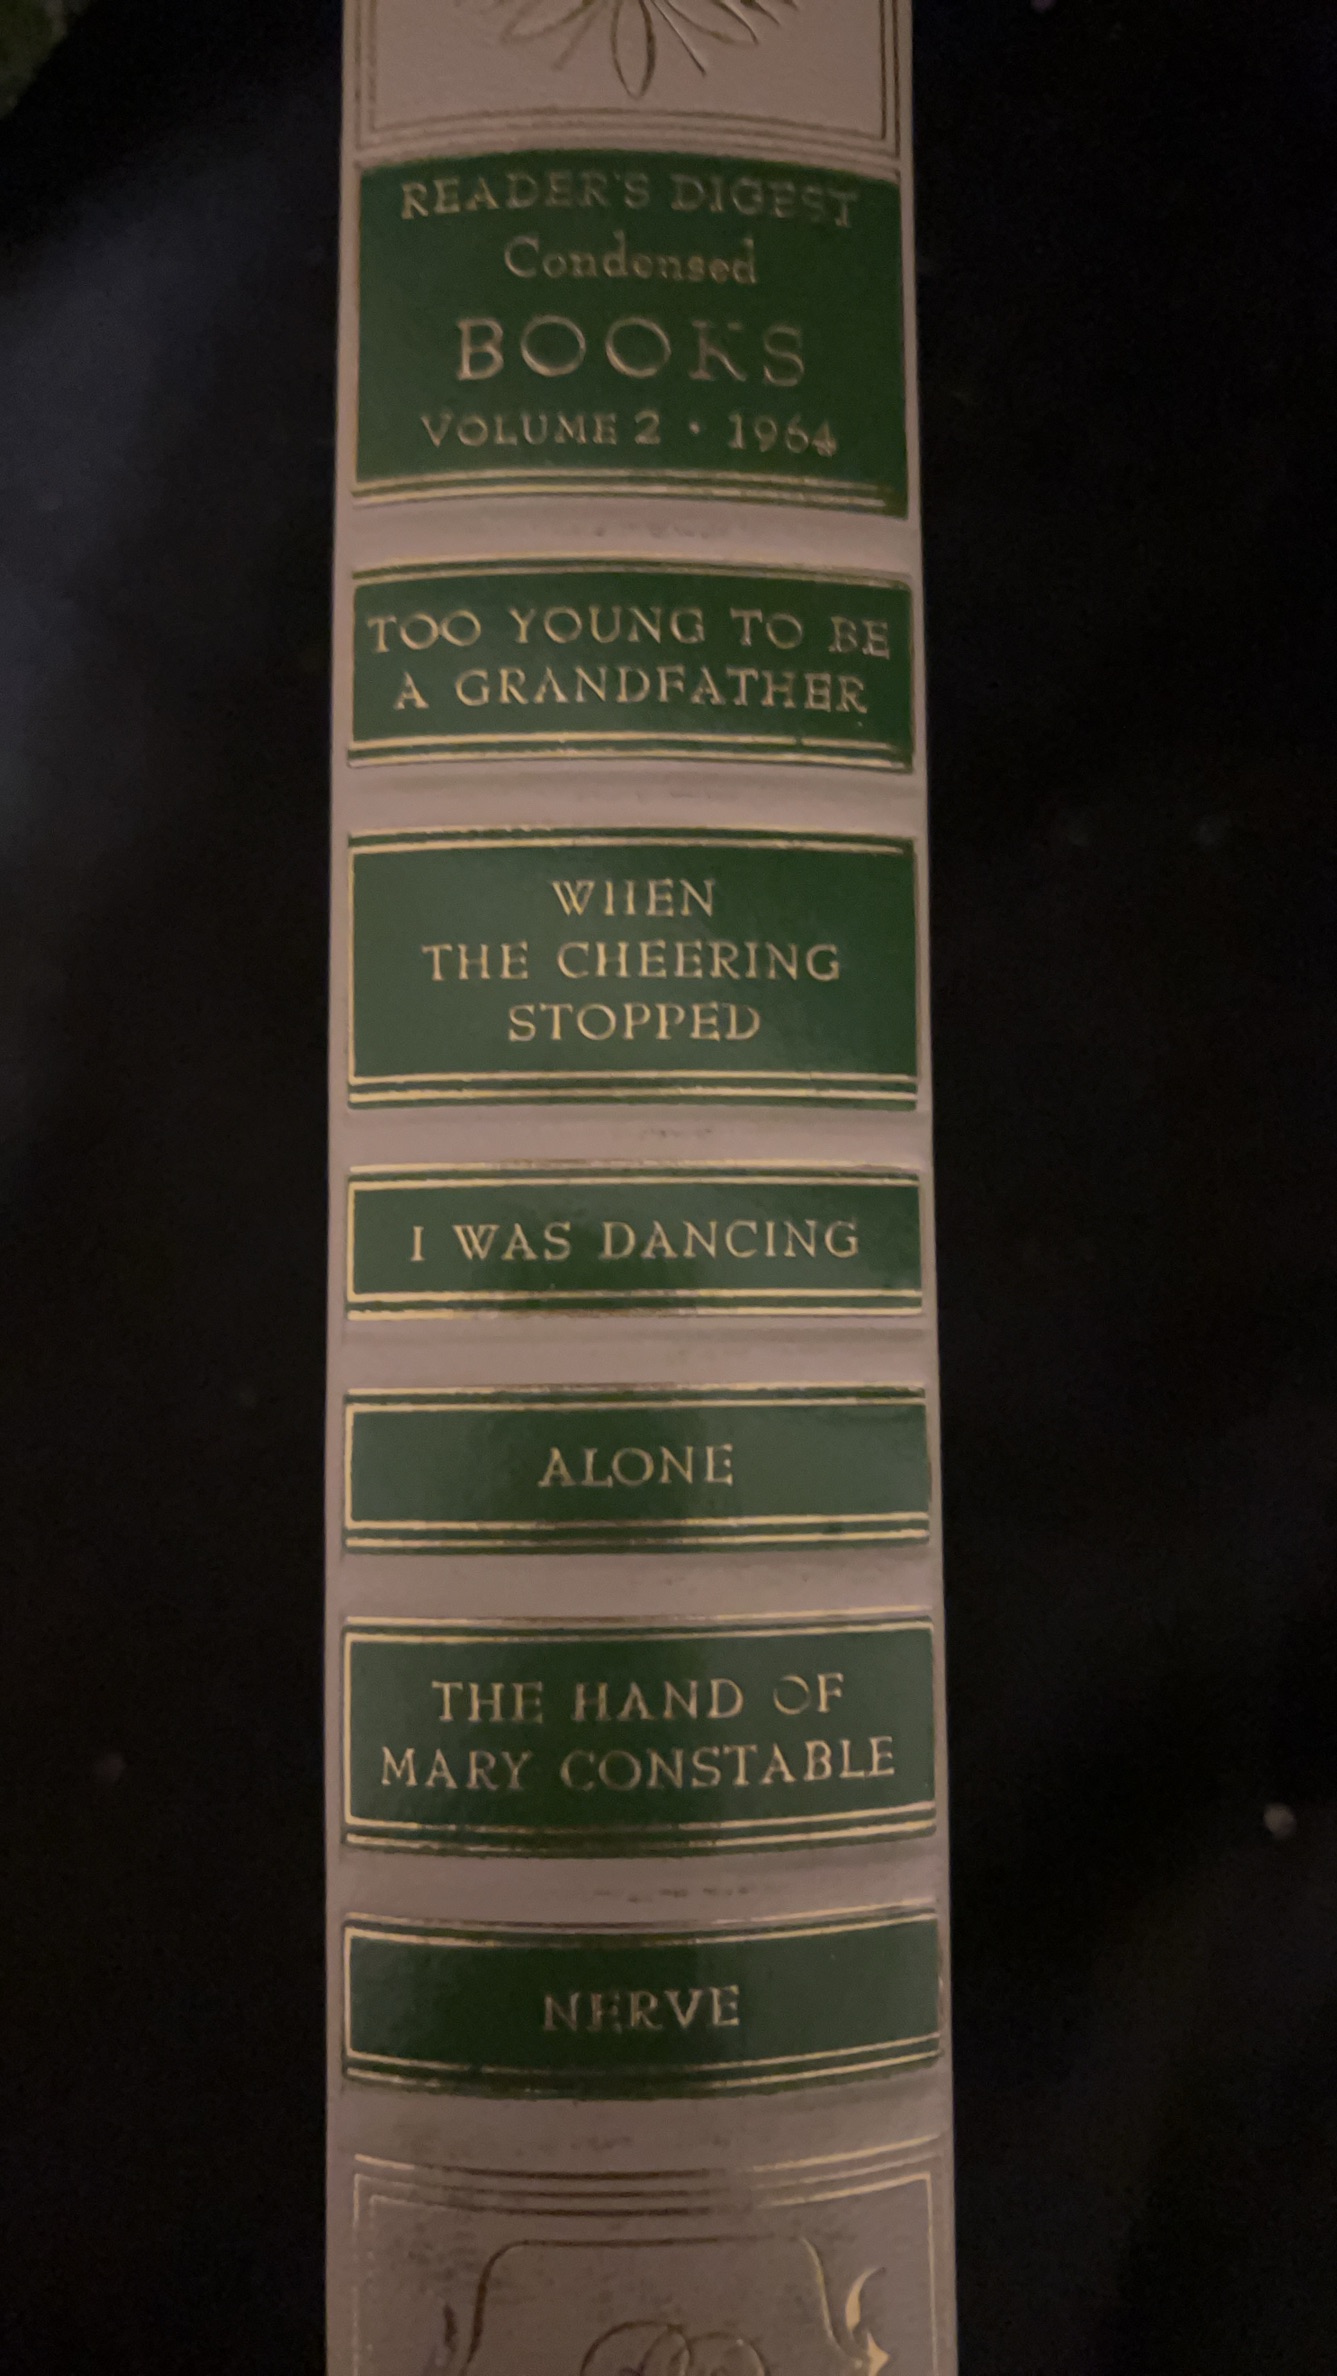 READER'S DIGEST
Condensed
BOOKS
VOLUME 2 • 1964
TOO YOUNG TO BE
A GRANDFATHER
WHEN
THE CHEERING
STOPPED
I WAS DANCING
ALONE
THE HAND OF
MARY CONSTABLE
NERVE